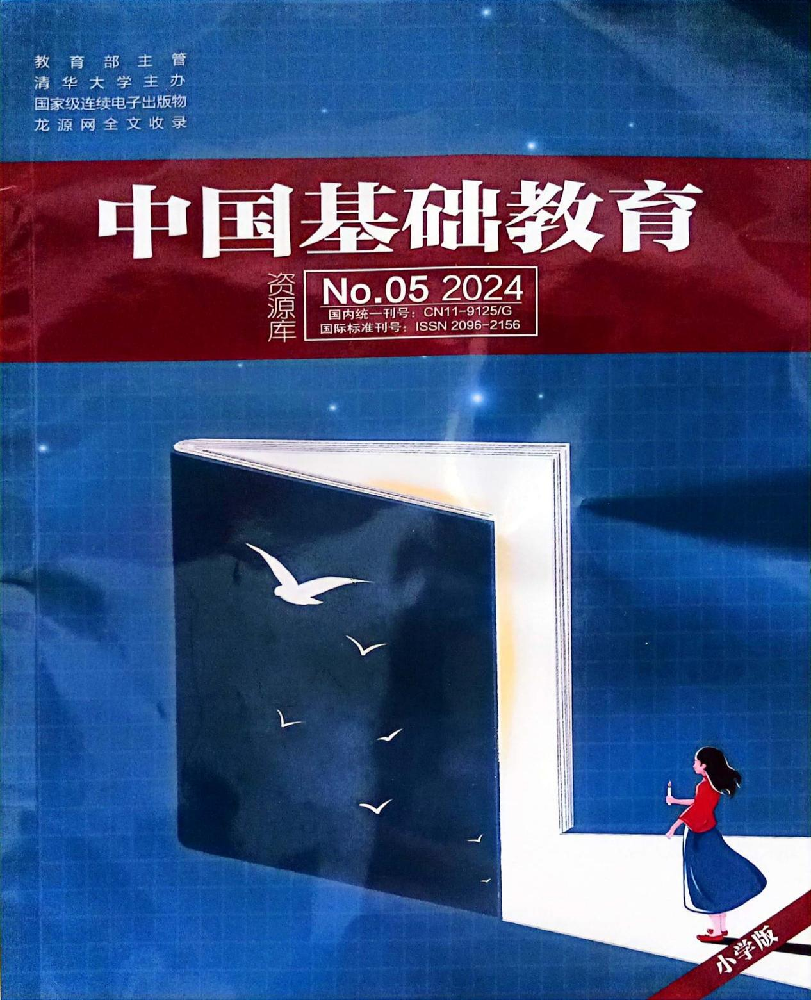 教育部主管
清华大学主办
国家级连续电子出版物
龙源网全文收录
中国基础教育
资源库
No.05 2024
国内统一刊号：CN11-9125/G
国际标准刊号：ISSN 2096-2156
小学版